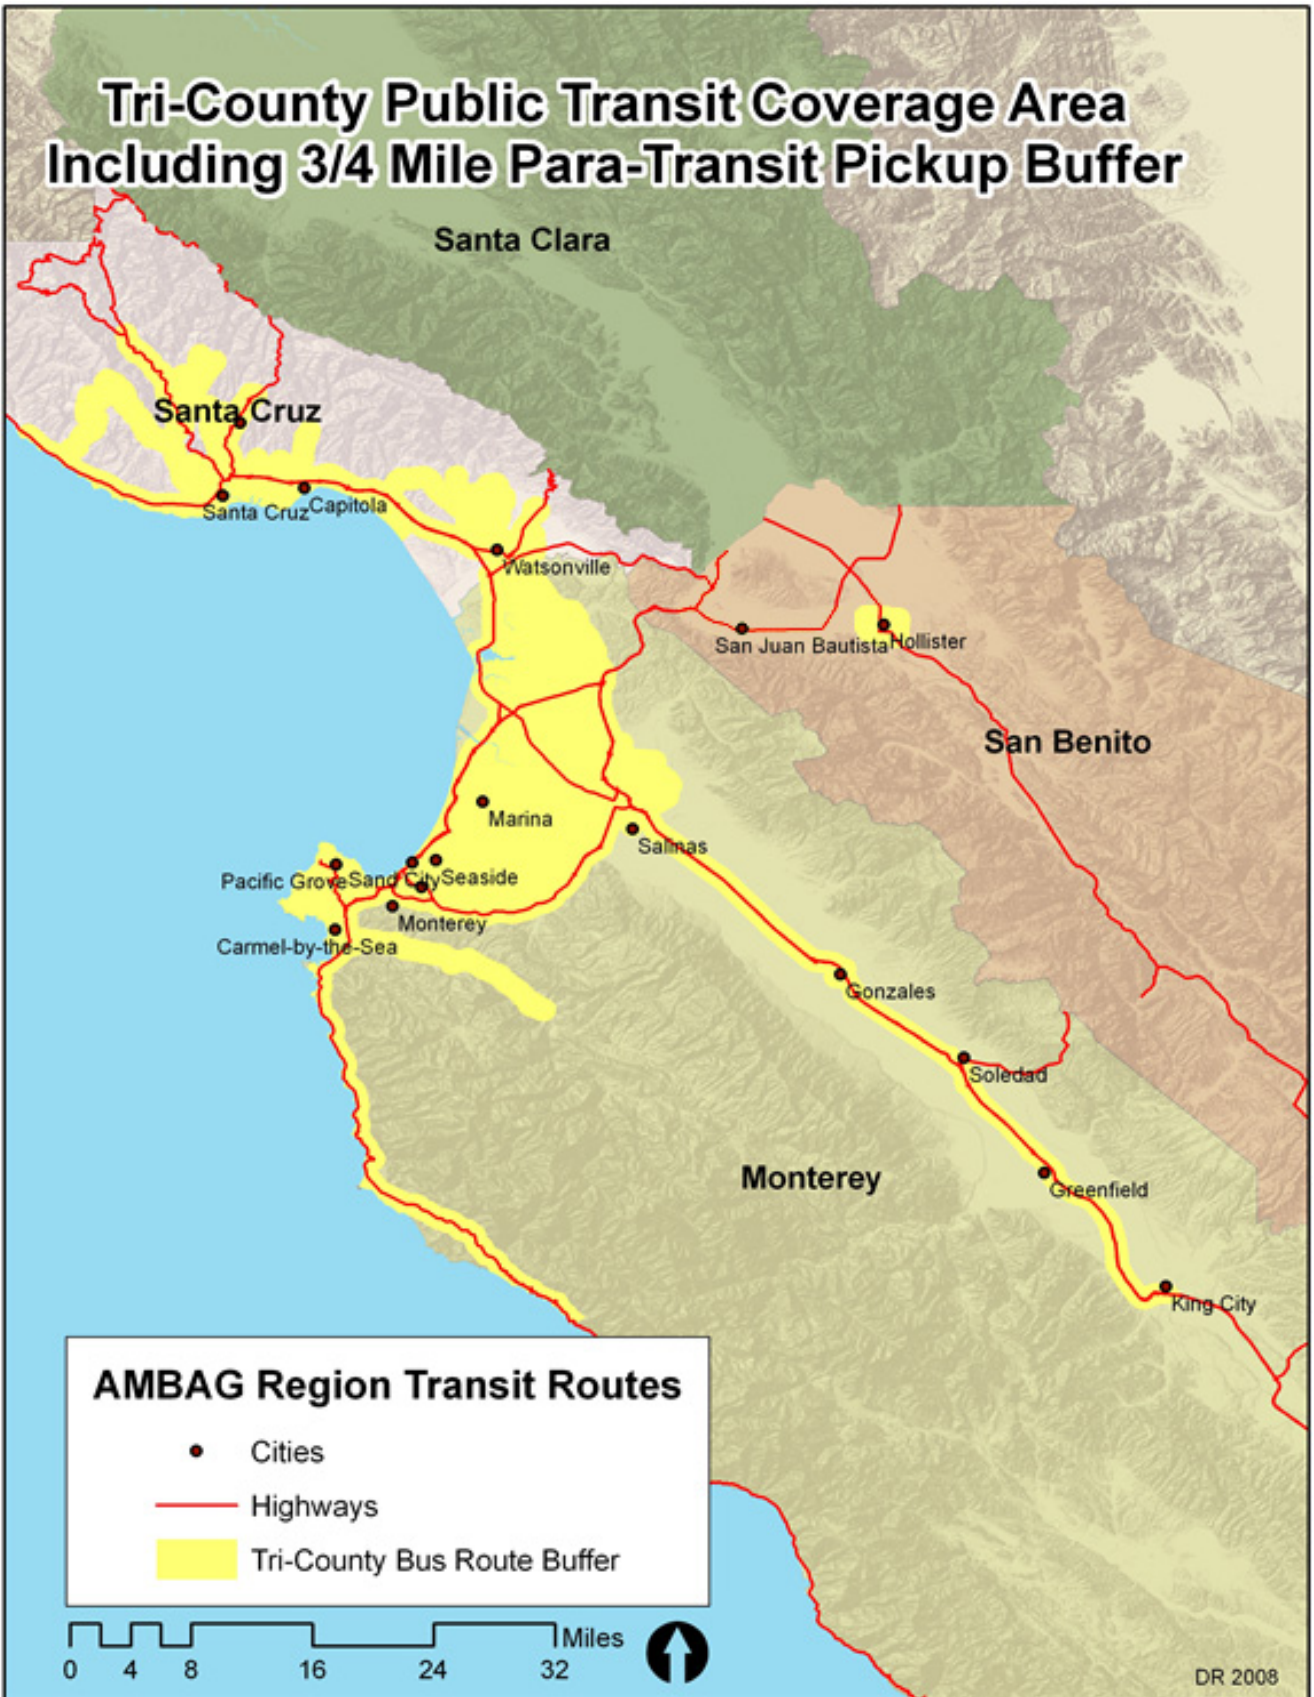 Tri-County Public Transit Coverage Area
Including 3/4 Mile Para-Transit Pickup Buffer
Santa Clara
Santa Cruz
Santa Cruz
Capitola
Watsonville
San Juan Bautista
Hollister
San Benito
Marina
Salinas
Pacific Grove
Sand City
Seaside
Monterey
Carmel-by-the-Sea
Gonzales
Soledad
Monterey
Greenfield
King City
AMBAG Region Transit Routes
Cities
Highways
Tri-County Bus Route Buffer
Miles
0 4 8 16 24 32
DR 2008